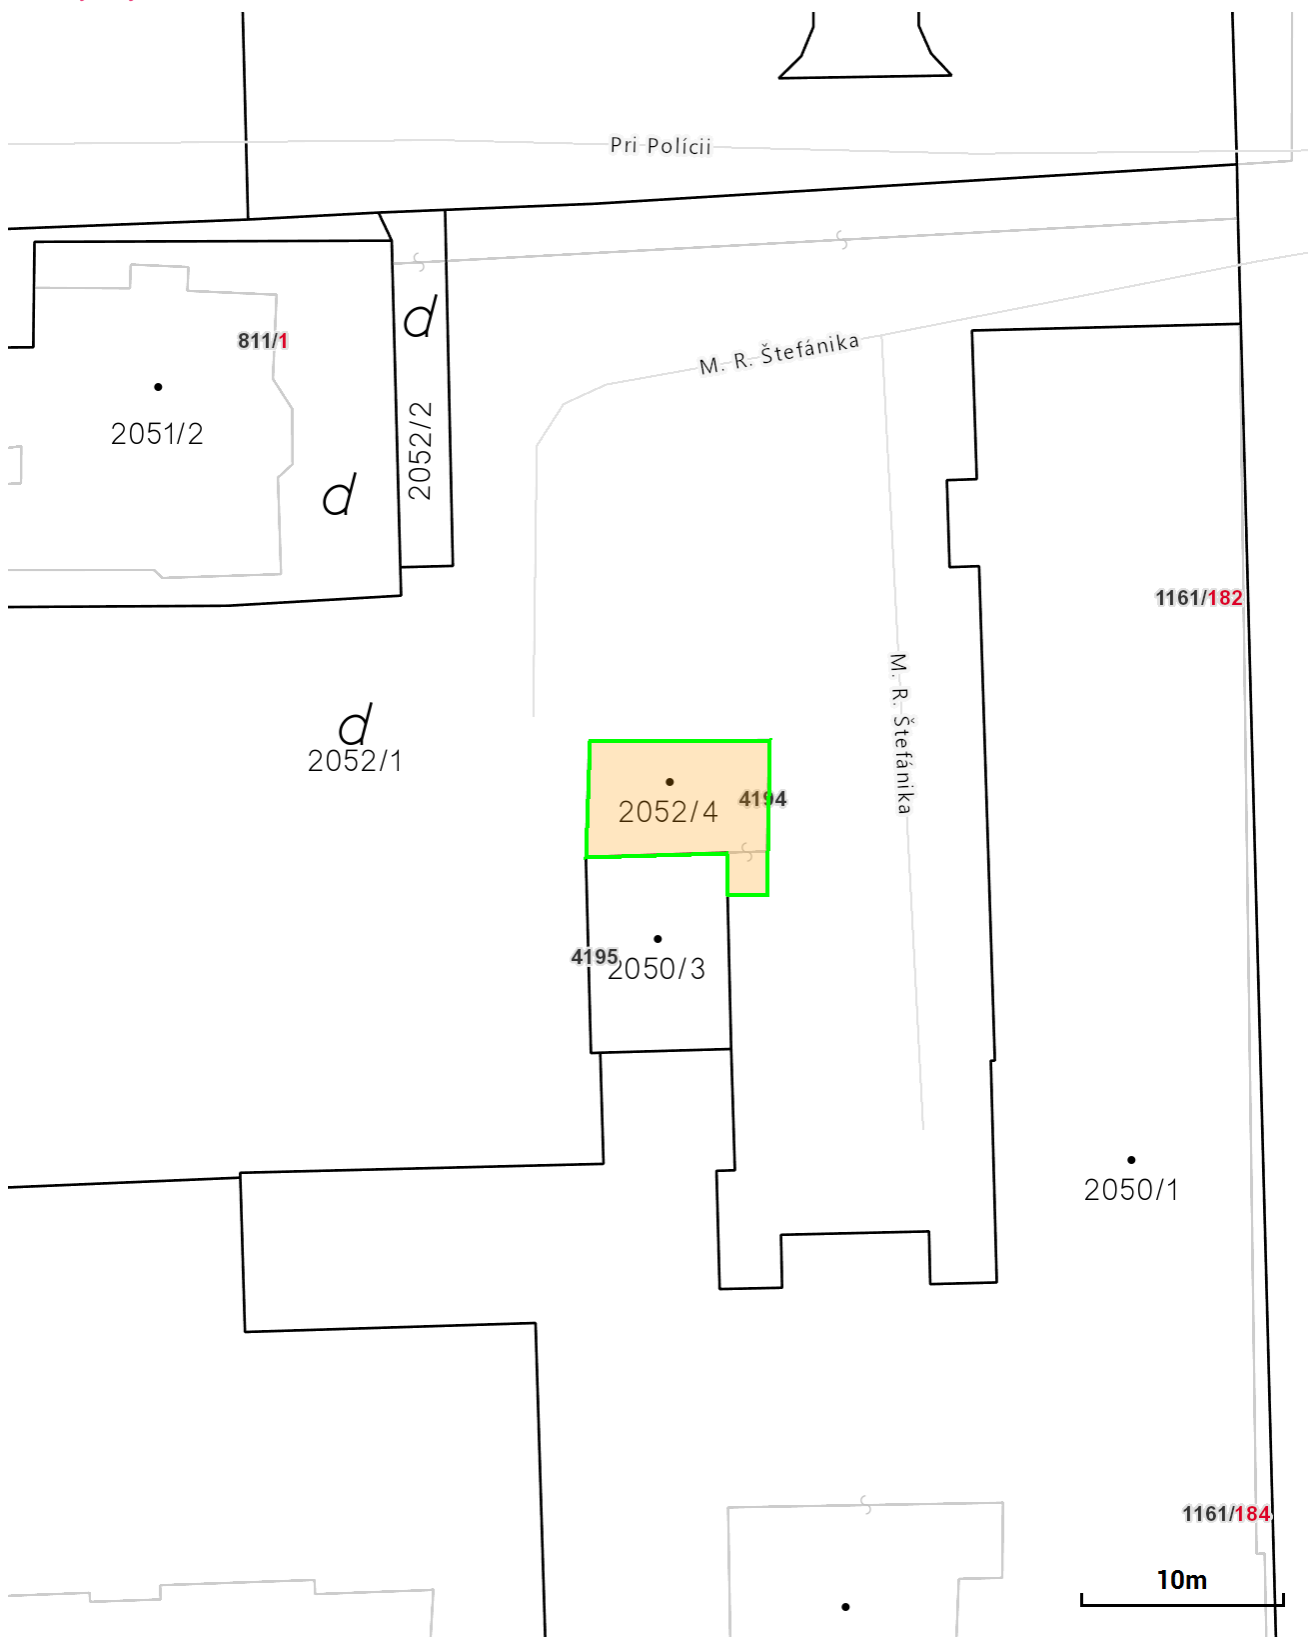 Pri Polícii
d
811/1
M. R. Štefánika
2051/2
2052/2
d
1161/182
M. R. Štefánika
d
2052/1
4194
2052/4
4195
2050/3
2050/1
1161/184
10m